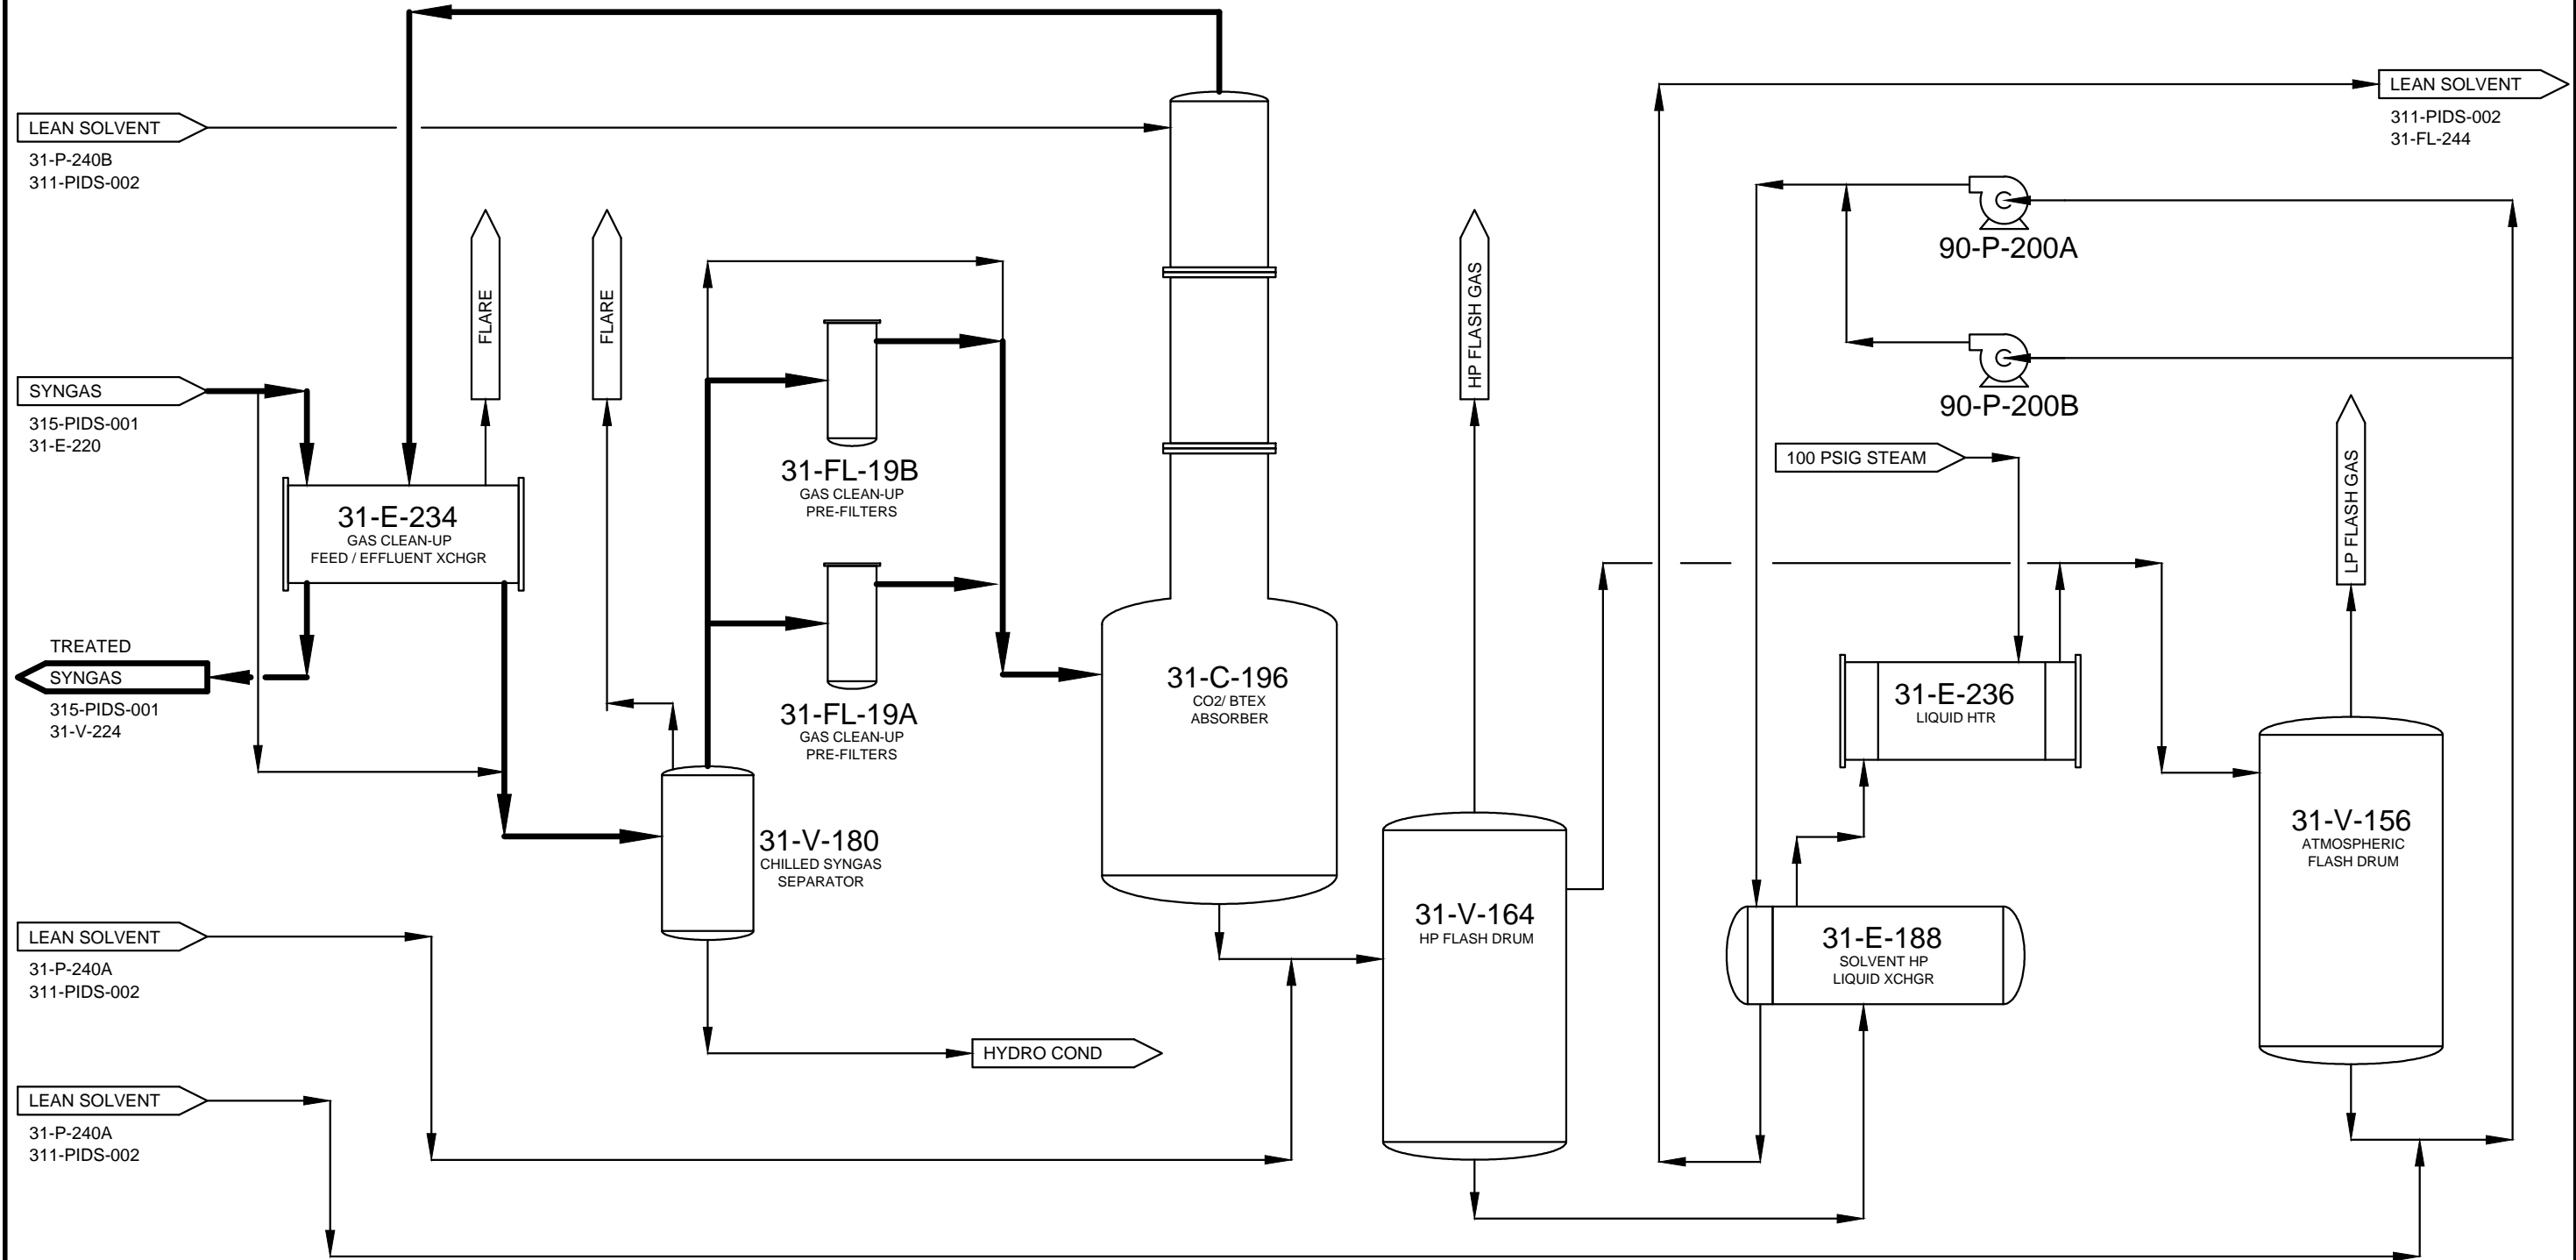 LEAN SOLVENT
31-P-240B
311-PIDS-002
LEAN SOLVENT
311-PIDS-002
31-FL-244
90-P-200A
FLARE
FLARE
HP FLASH GAS
90-P-200B
SYNGAS
315-PIDS-001
31-E-220
31-FL-19B
GAS CLEAN-UP
PRE-FILTERS
100 PSIG STEAM
LP FLASH GAS
31-E-234
GAS CLEAN-UP
FEED / EFFLUENT XCHGR
TREATED
SYNGAS
315-PIDS-001
31-V-224
31-FL-19A
GAS CLEAN-UP
PRE-FILTERS
31-C-196
CO2/ BTEX
ABSORBER
31-E-236
LIQUID HTR
31-V-180
CHILLED SYNGAS
SEPARATOR
31-V-156
ATMOSPHERIC
FLASH DRUM
31-V-164
HP FLASH DRUM
31-E-188
SOLVENT HP
LIQUID XCHGR
LEAN SOLVENT
31-P-240A
311-PIDS-002
HYDRO COND
LEAN SOLVENT
31-P-240A
311-PIDS-002